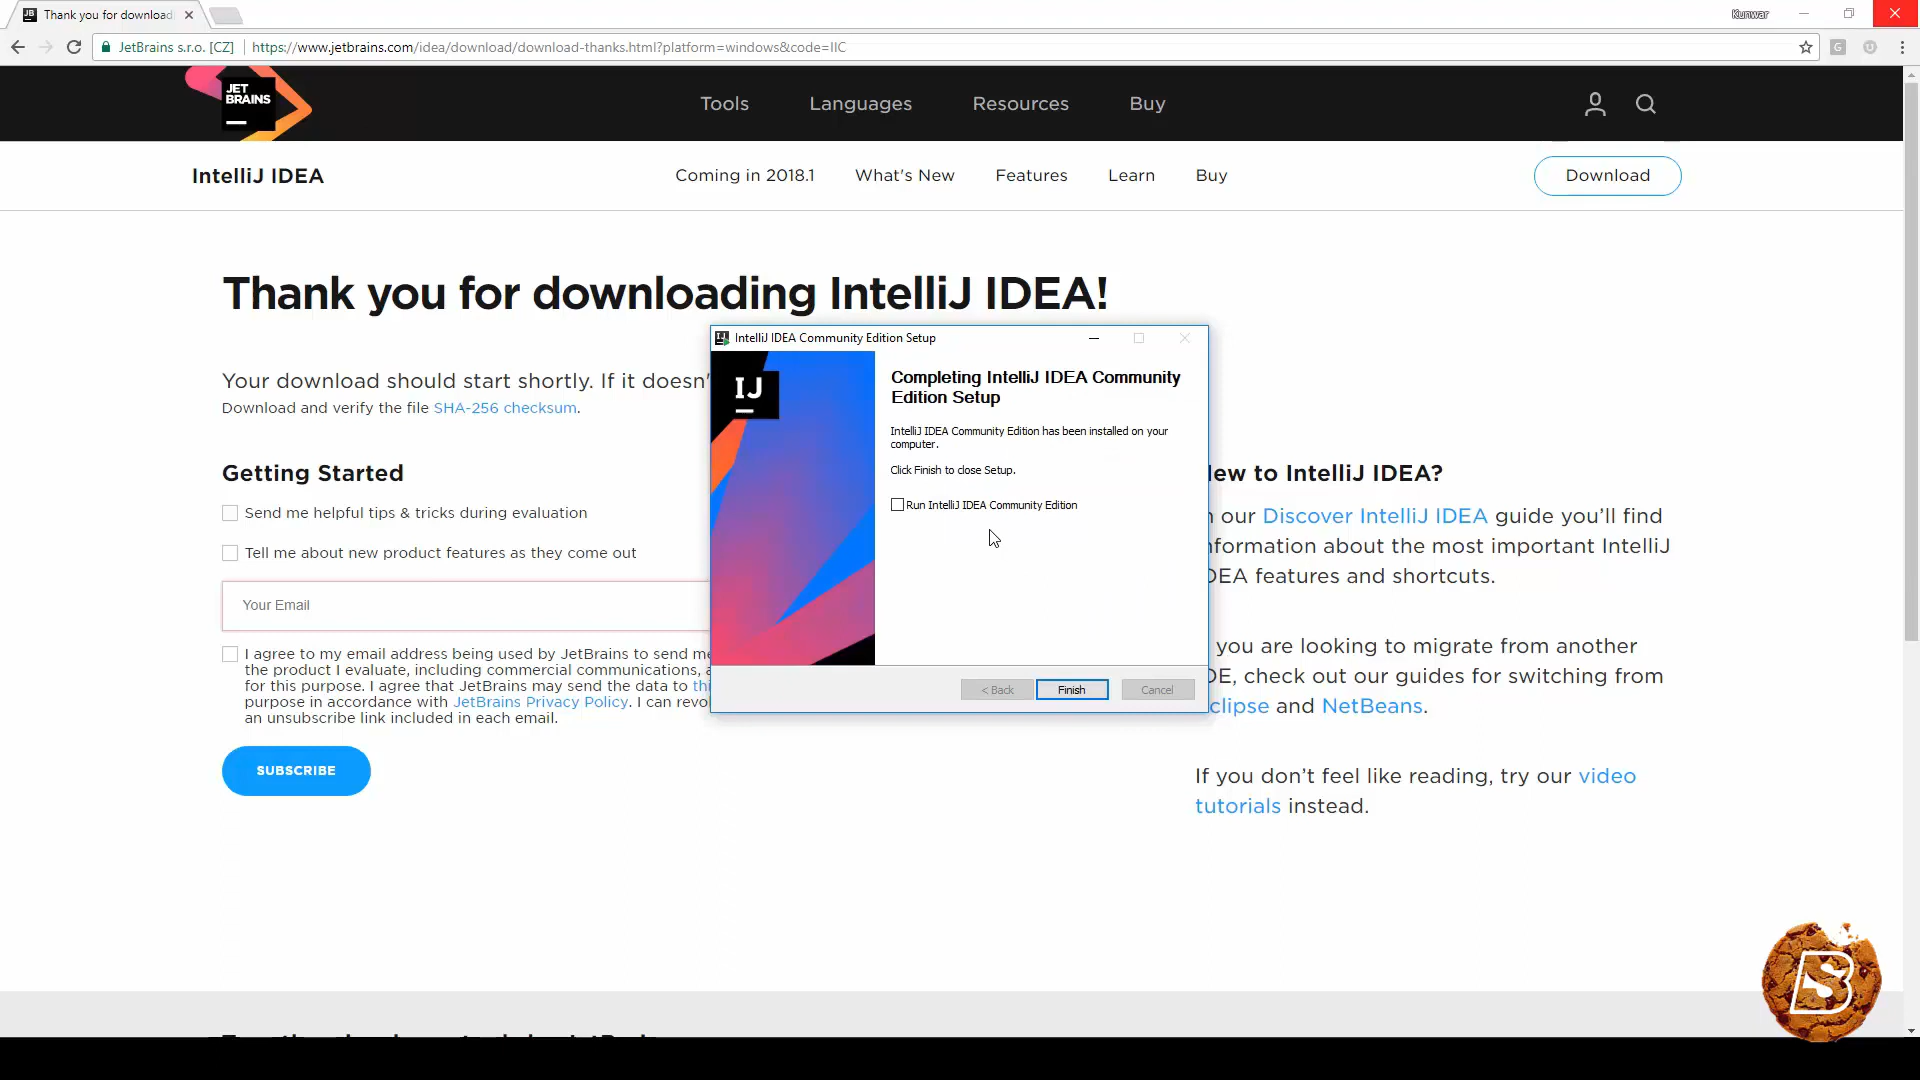 Thank you for download
Kunwar
JetBrains s.r.o. [CZ] https://www.jetbrains.com/idea/download/download-thanks.html?platform=windows&code=IIC
JET
BRAINS
Tools Languages Resources Buy
IntelliJ IDEA Coming in 2018.1 What's New Features Learn Buy Download
Thank you for downloading IntelliJ IDEA!
Your download should start shortly. If it doesn'
Download and verify the file SHA-256 checksum.
Getting Started
Send me helpful tips & tricks during evaluation
Tell me about new product features as they come out
Your Email
I agree to my email address being used by JetBrains to send me
the product I evaluate, including commercial communications,
for this purpose. I agree that JetBrains may send the data to thi
purpose in accordance with JetBrains Privacy Policy. I can revo
an unsubscribe link included in each email.
SUBSCRIBE
IntelliJ IDEA Community Edition Setup
IJ
Completing IntelliJ IDEA Community
Edition Setup
IntelliJ IDEA Community Edition has been installed on your
computer.
Click Finish to close Setup.
Run IntelliJ IDEA Community Edition
< Back Finish Cancel
ew to IntelliJ IDEA?
n our Discover IntelliJ IDEA guide you’ll find
nformation about the most important IntelliJ
DEA features and shortcuts.
you are looking to migrate from another
DE, check out our guides for switching from
clipse and NetBeans.
If you don’t feel like reading, try our video
tutorials instead.